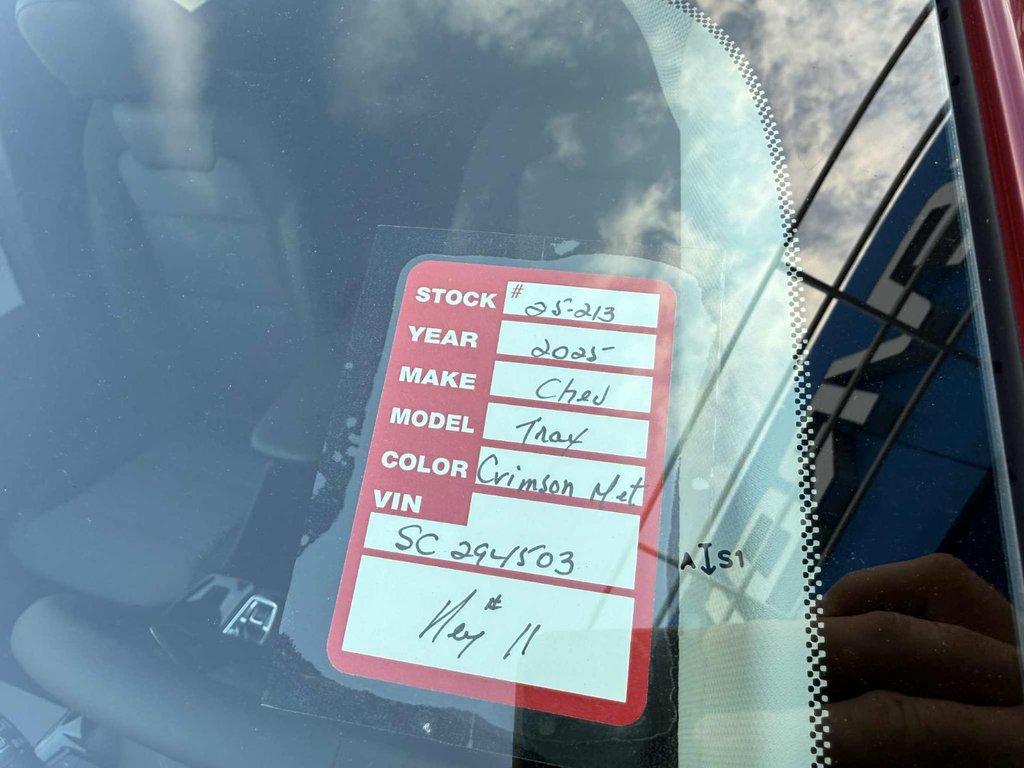 STOCK # 25-213
YEAR 2025
MAKE Chev
MODEL Trax
COLOR Crimson Met
VIN
SC 294503
Key # 11
AS1